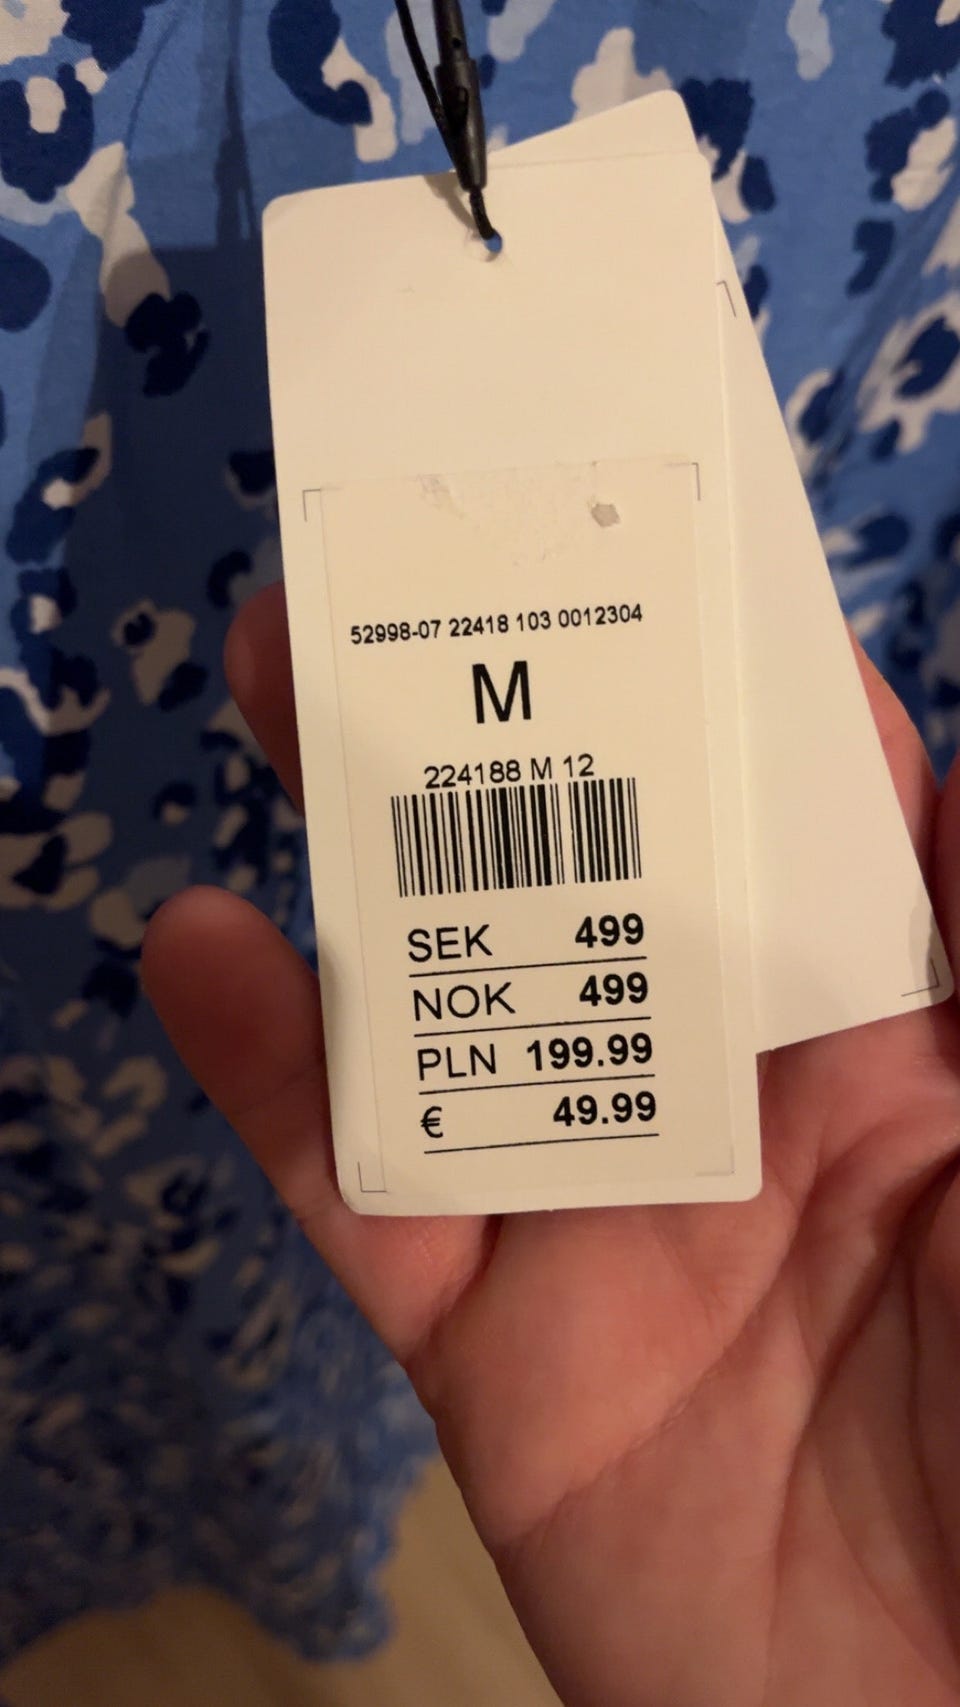 52998-07 22418 103 0012304
M
224188 M 12
SEK 499
NOK 499
PLN 199.99
€ 49.99